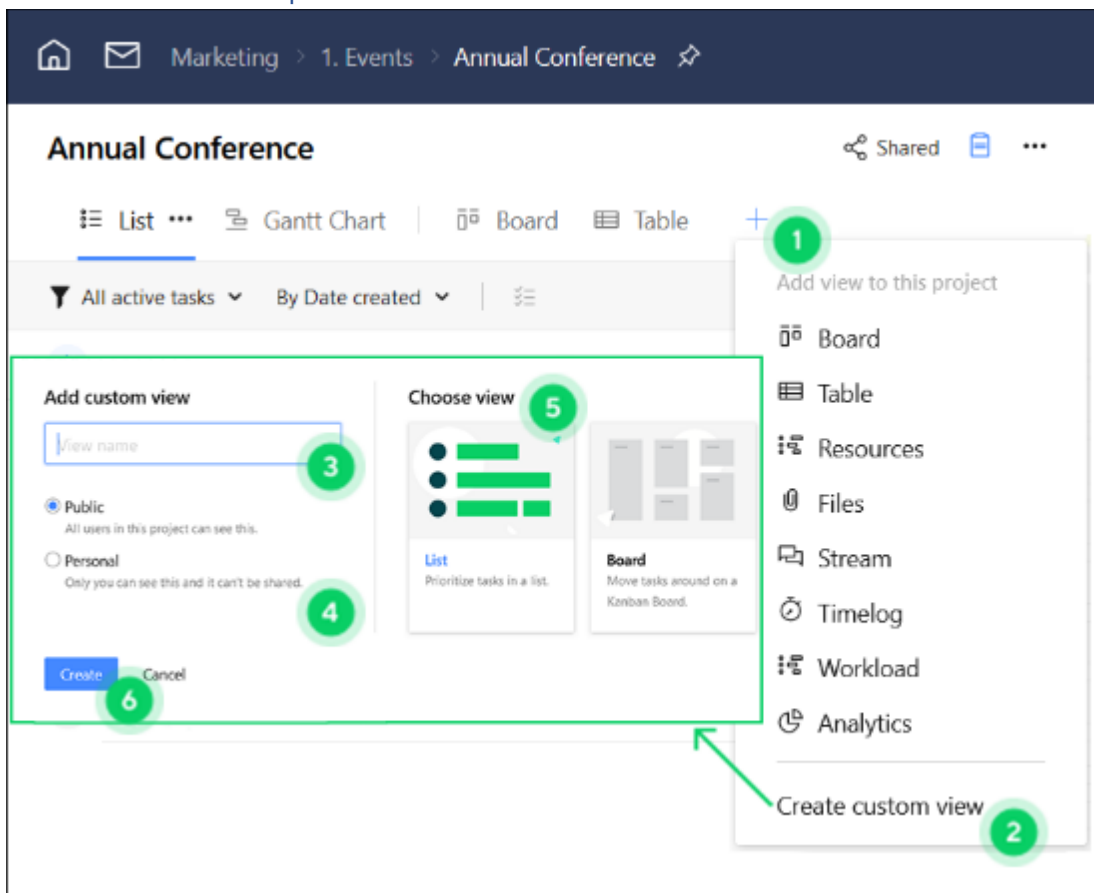 Marketing > 1. Events > Annual Conference
Annual Conference
Shared
List ••• Gantt Chart Board Table +
1
All active tasks By Date created
Add view to this project
Board
Table
Resources
Files
Stream
Timelog
Workload
Analytics
Create custom view
2
Add custom view
View name
3
Public
All users in this project can see this.
Personal
Only you can see this and it can't be shared.
4
Create Cancel
6
Choose view
5
List
Prioritize tasks in a list.
Board
Move tasks around on a
Kanban Board.